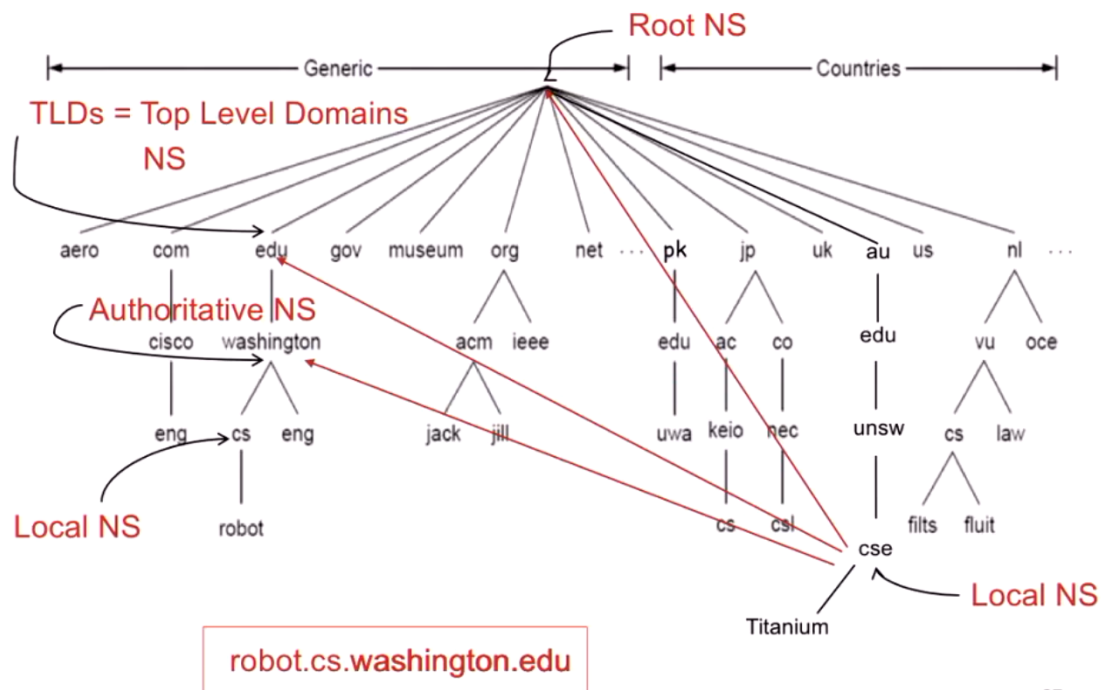 Root NS
Generic
Countries
TLDs = Top Level Domains
NS
aero com edu gov museum org net ... pk jp uk au us nl ...
Authoritative NS
cisco washington acm ieee edu ac co edu vu oce
eng cs eng jack jill uwa keio nec unsw cs law
Local NS
robot cs csl filts fluit
cse
Local NS
Titanium
robot.cs.washington.edu